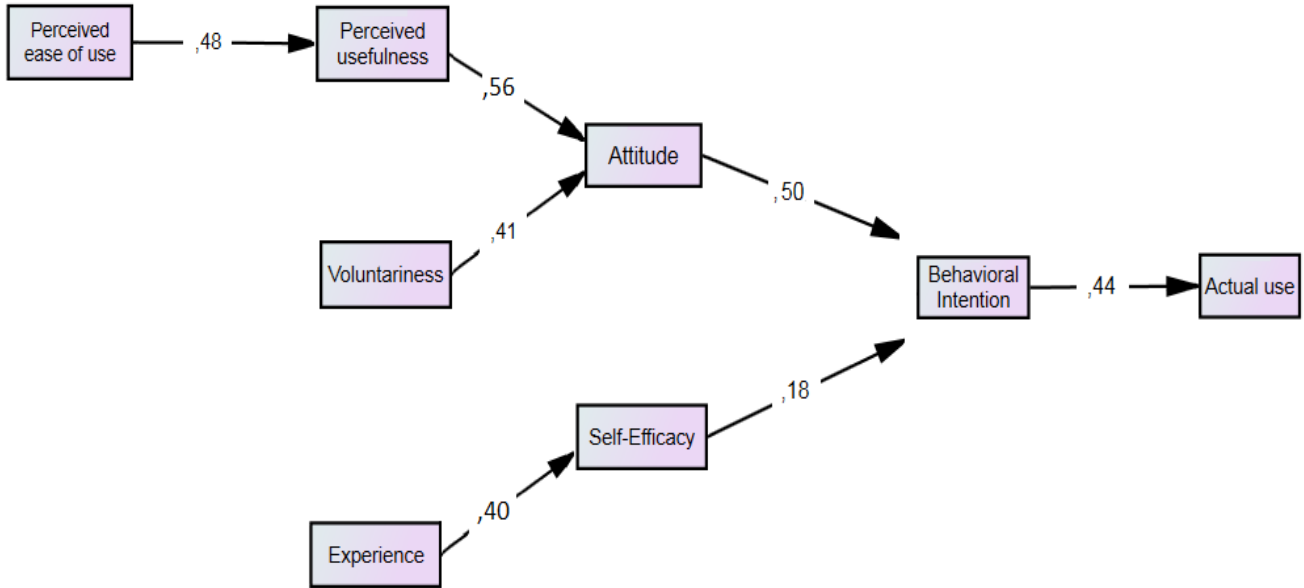 Perceived
ease of use
,48
Perceived
usefulness
,56
Attitude
,50
Voluntariness
,41
Behavioral
Intention
,44
Actual use
,18
Self-Efficacy
,40
Experience